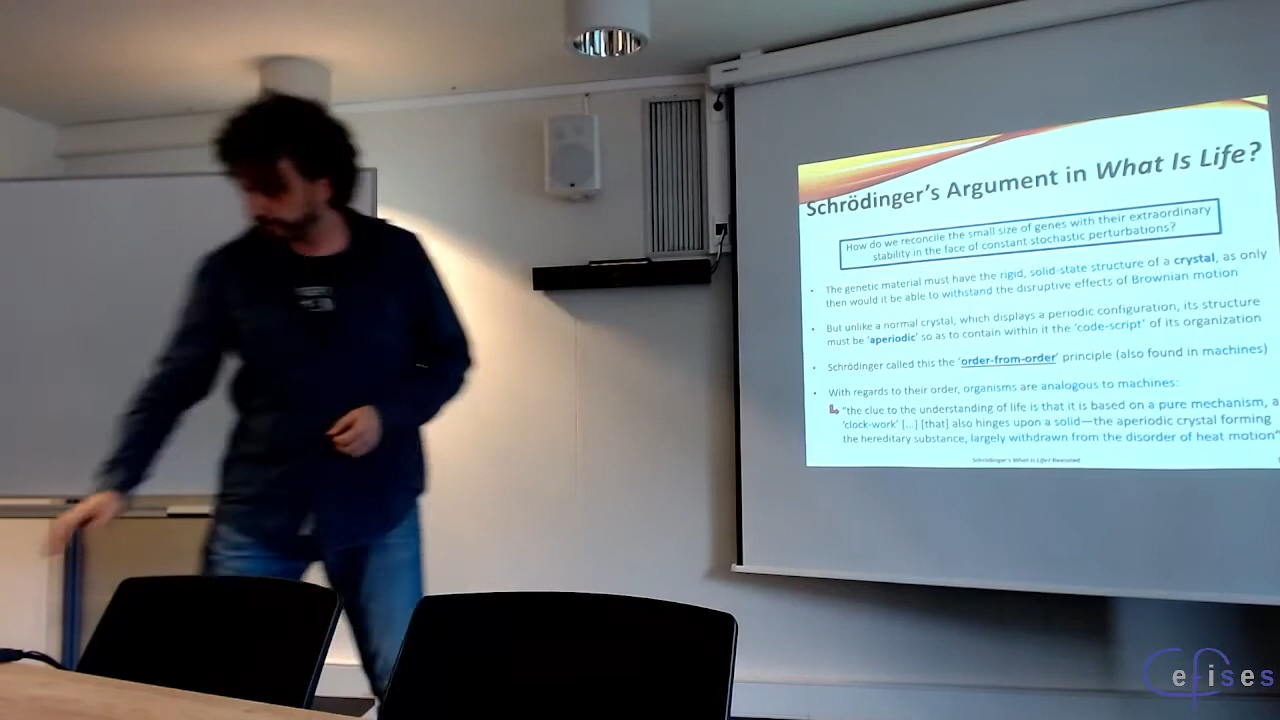 Schrödinger's Argument in What Is Life?
How do we reconcile the small size of genes with their extraordinary
stability in the face of constant stochastic perturbations?
• The genetic material must have the rigid, solid-state structure of a crystal, as only
then would it be able to withstand the disruptive effects of Brownian motion
• But unlike a normal crystal, which displays a periodic configuration, its structure
must be 'aperiodic' so as to contain within it the 'code-script' of its organization
• Schrödinger called this the 'order-from-order' principle (also found in machines)
• With regards to their order, organisms are analogous to machines:
"the clue to the understanding of life is that it is based on a pure mechanism, a
'clock-work' [...] [that] also hinges upon a solid—the aperiodic crystal forming
the hereditary substance, largely withdrawn from the disorder of heat motion"
Schrödinger's What Is Life? Revisited
Cefises